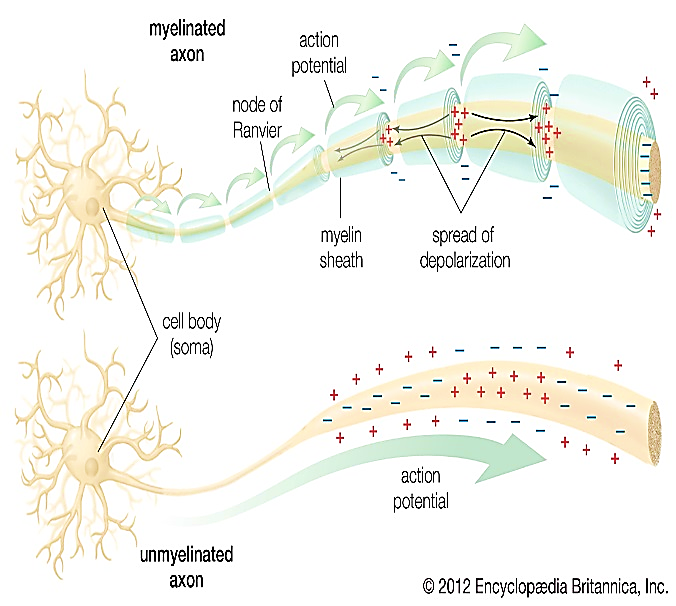 myelinated
axon
action
potential
node of
Ranvier
myelin
sheath
spread of
depolarization
cell body
(soma)
action
potential
unmyelinated
axon
© 2012 Encyclopædia Britannica, Inc.